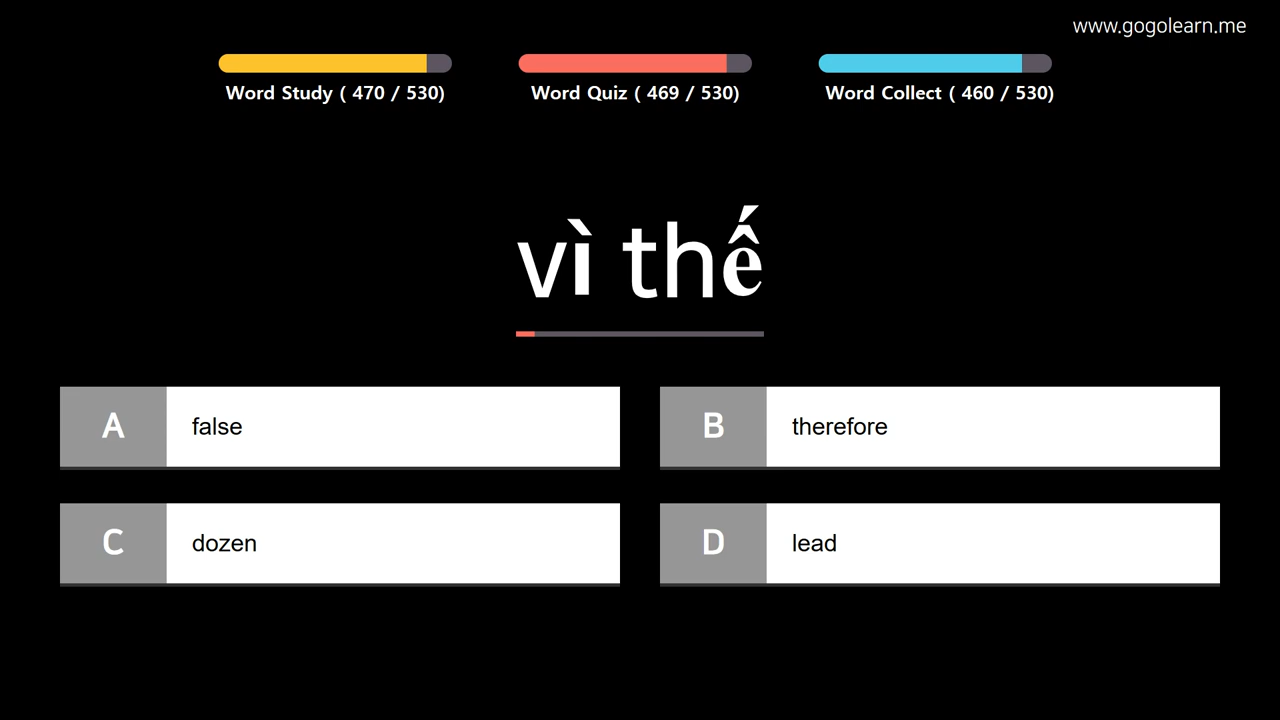 www.gogolearn.me
Word Study ( 470 / 530)
Word Quiz ( 469 / 530)
Word Collect ( 460 / 530)
vì thế
A false
B therefore
C dozen
D lead